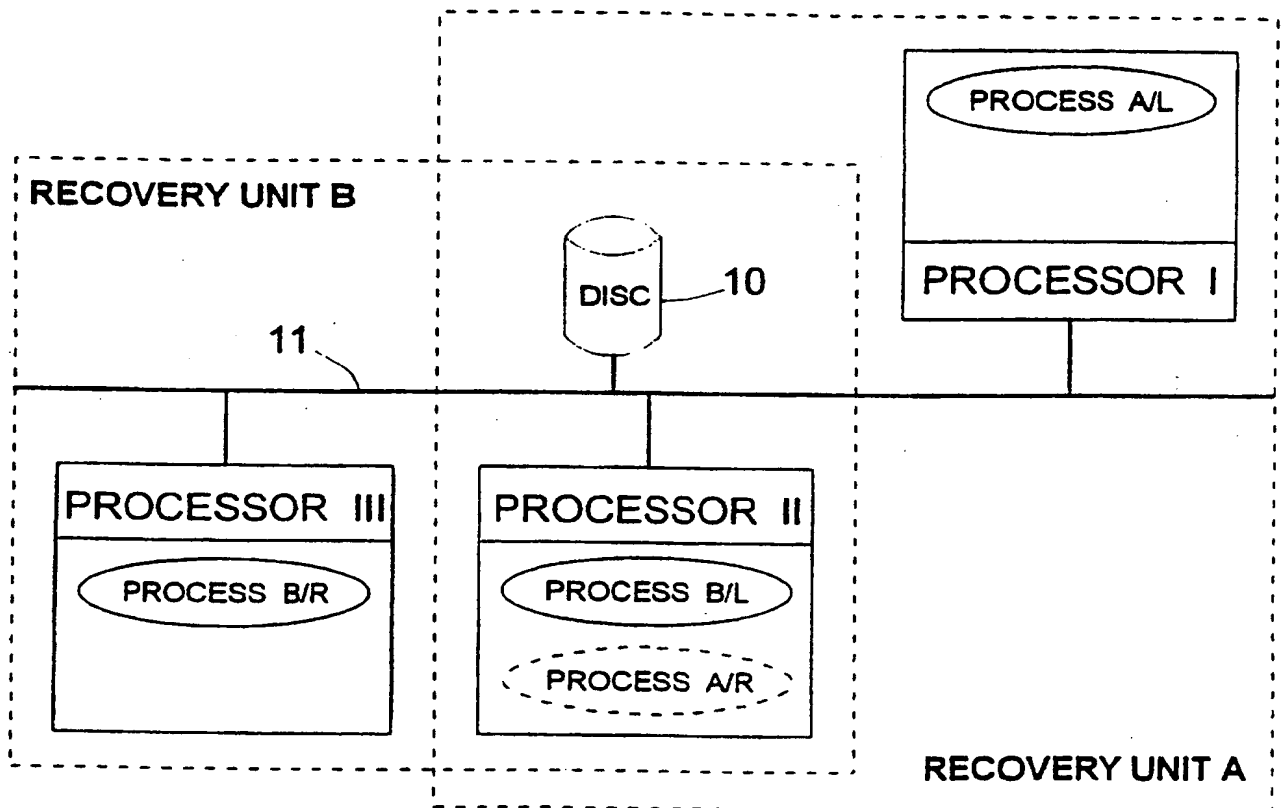 PROCESS A/L
PROCESSOR I
RECOVERY UNIT B
DISC
10
11
PROCESSOR III
PROCESS B/R
PROCESSOR II
PROCESS B/L
PROCESS A/R
RECOVERY UNIT A